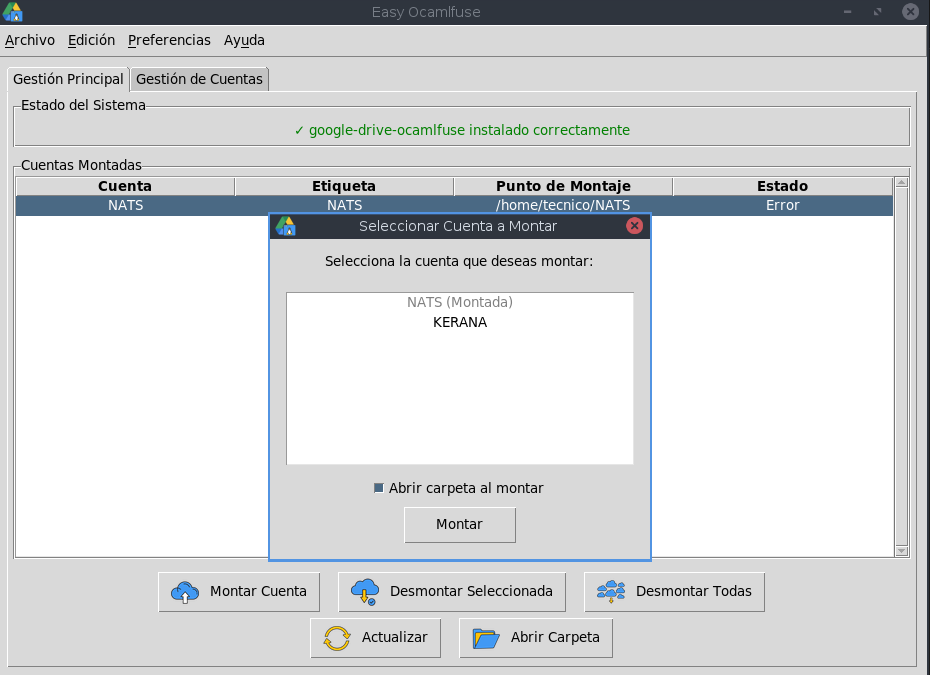 Easy Ocamlfuse
Archivo Edición Preferencias Ayuda
Gestión Principal Gestión de Cuentas
Estado del Sistema
✓ google-drive-ocamlfuse instalado correctamente
Cuentas Montadas
Cuenta Etiqueta Punto de Montaje Estado
NATS NATS /home/tecnico/NATS Error
Seleccionar Cuenta a Montar
Selecciona la cuenta que deseas montar:
NATS (Montada)
KERANA
Abrir carpeta al montar
Montar
Montar Cuenta Desmontar Seleccionada Desmontar Todas
Actualizar Abrir Carpeta